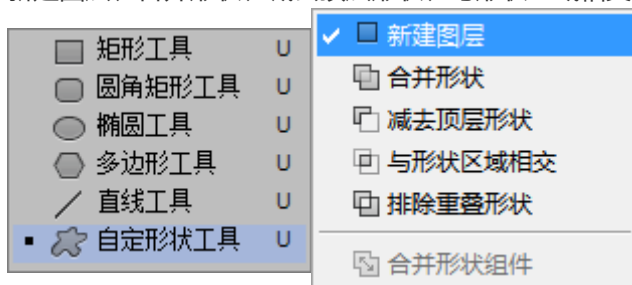 矩形工具 U
圆角矩形工具 U
椭圆工具 U
多边形工具 U
直线工具 U
自定形状工具 U
新建图层
合并形状
减去顶层形状
与形状区域相交
排除重叠形状
合并形状组件